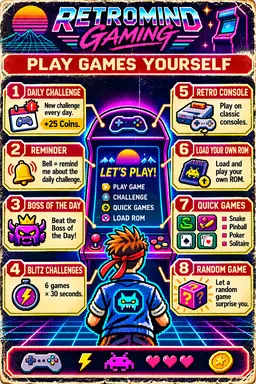 RETROMIND
GAMING
PLAY GAMES YOURSELF
1 DAILY CHALLENGE
New challenge
every day.
+25 Coins.
2 REMINDER
Bell = remind
me about the
daily challenge.
3 BOSS OF THE DAY
Beat the
Boss of
the Day!
4 BLITZ CHALLENGES
6 games
× 30 seconds.
LET'S PLAY!
PLAY GAME
CHALLENGE
QUICK GAMES
LOAD ROM
5 RETRO CONSOLE
Play on
classic
consoles.
6 LOAD YOUR OWN ROM
Load and
play your
own ROM.
7 QUICK GAMES
Snake
Pinball
Poker
Solitaire
8 RANDOM GAME
Let a
random
game
surprise you.